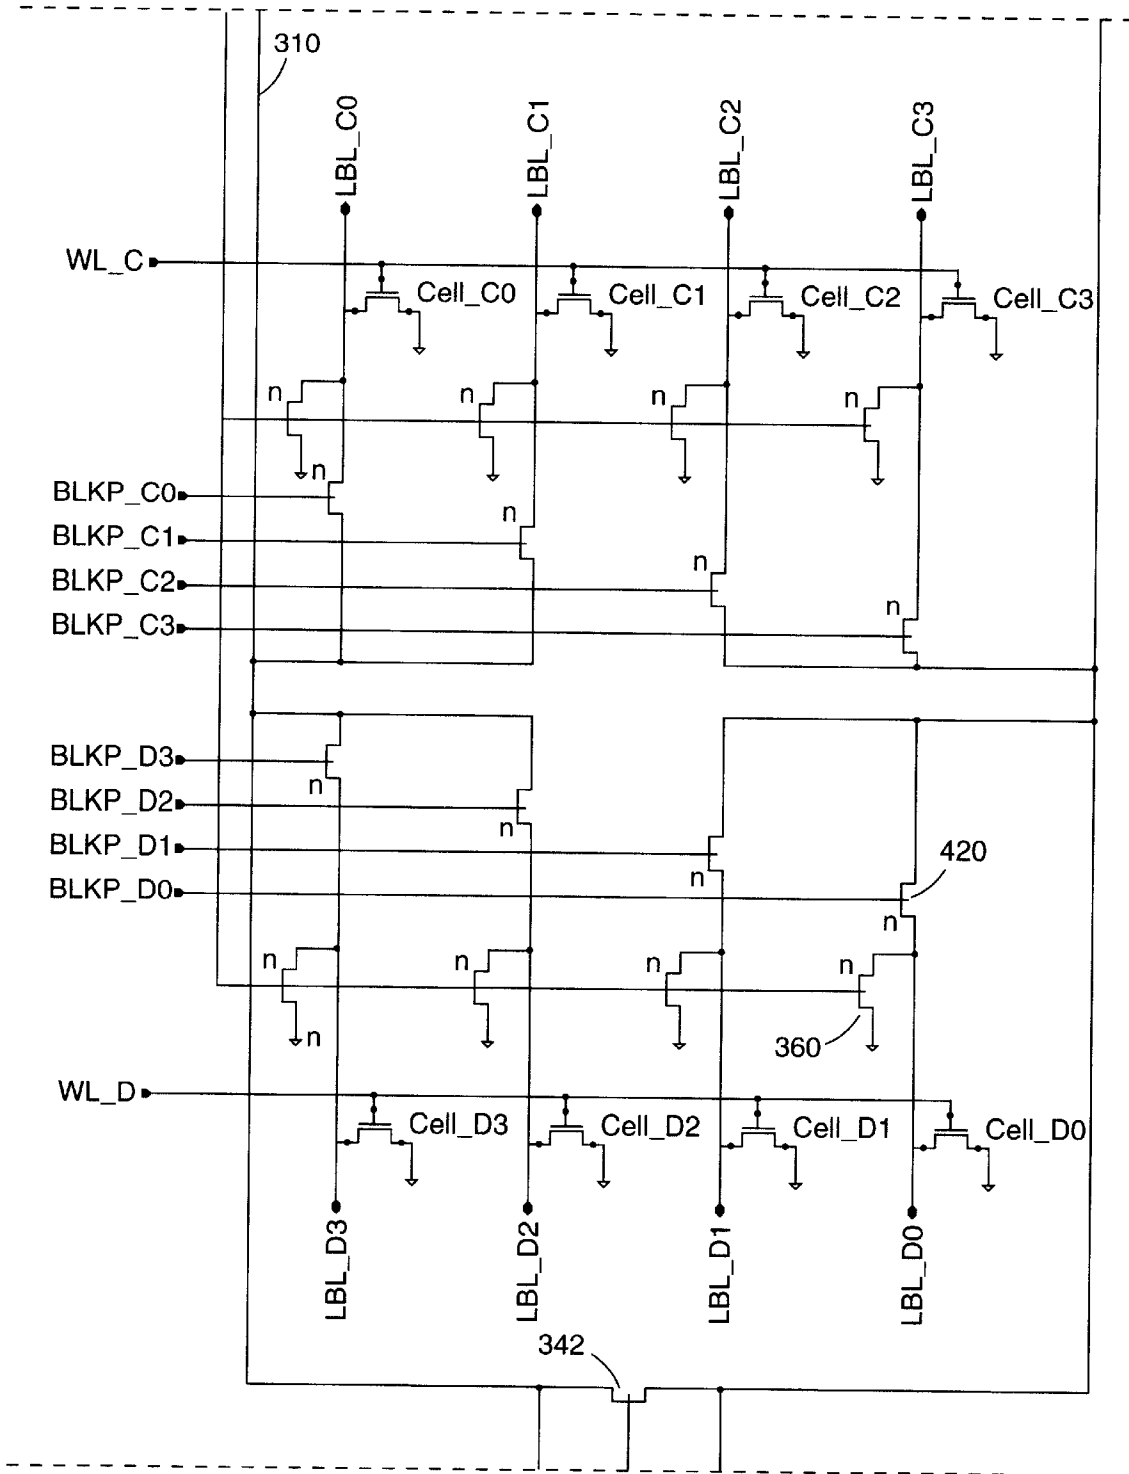 310
LBL_C0 LBL_C1 LBL_C2 LBL_C3
WL_C
Cell_C0 Cell_C1 Cell_C2 Cell_C3
n n n n
n
BLKP_C0
n
BLKP_C1
n
BLKP_C2
n
BLKP_C3
BLKP_D3
n
BLKP_D2
n
BLKP_D1
n
420
BLKP_D0
n
n n n n
n
360
WL_D
Cell_D3 Cell_D2 Cell_D1 Cell_D0
LBL_D3 LBL_D2 LBL_D1 LBL_D0
342